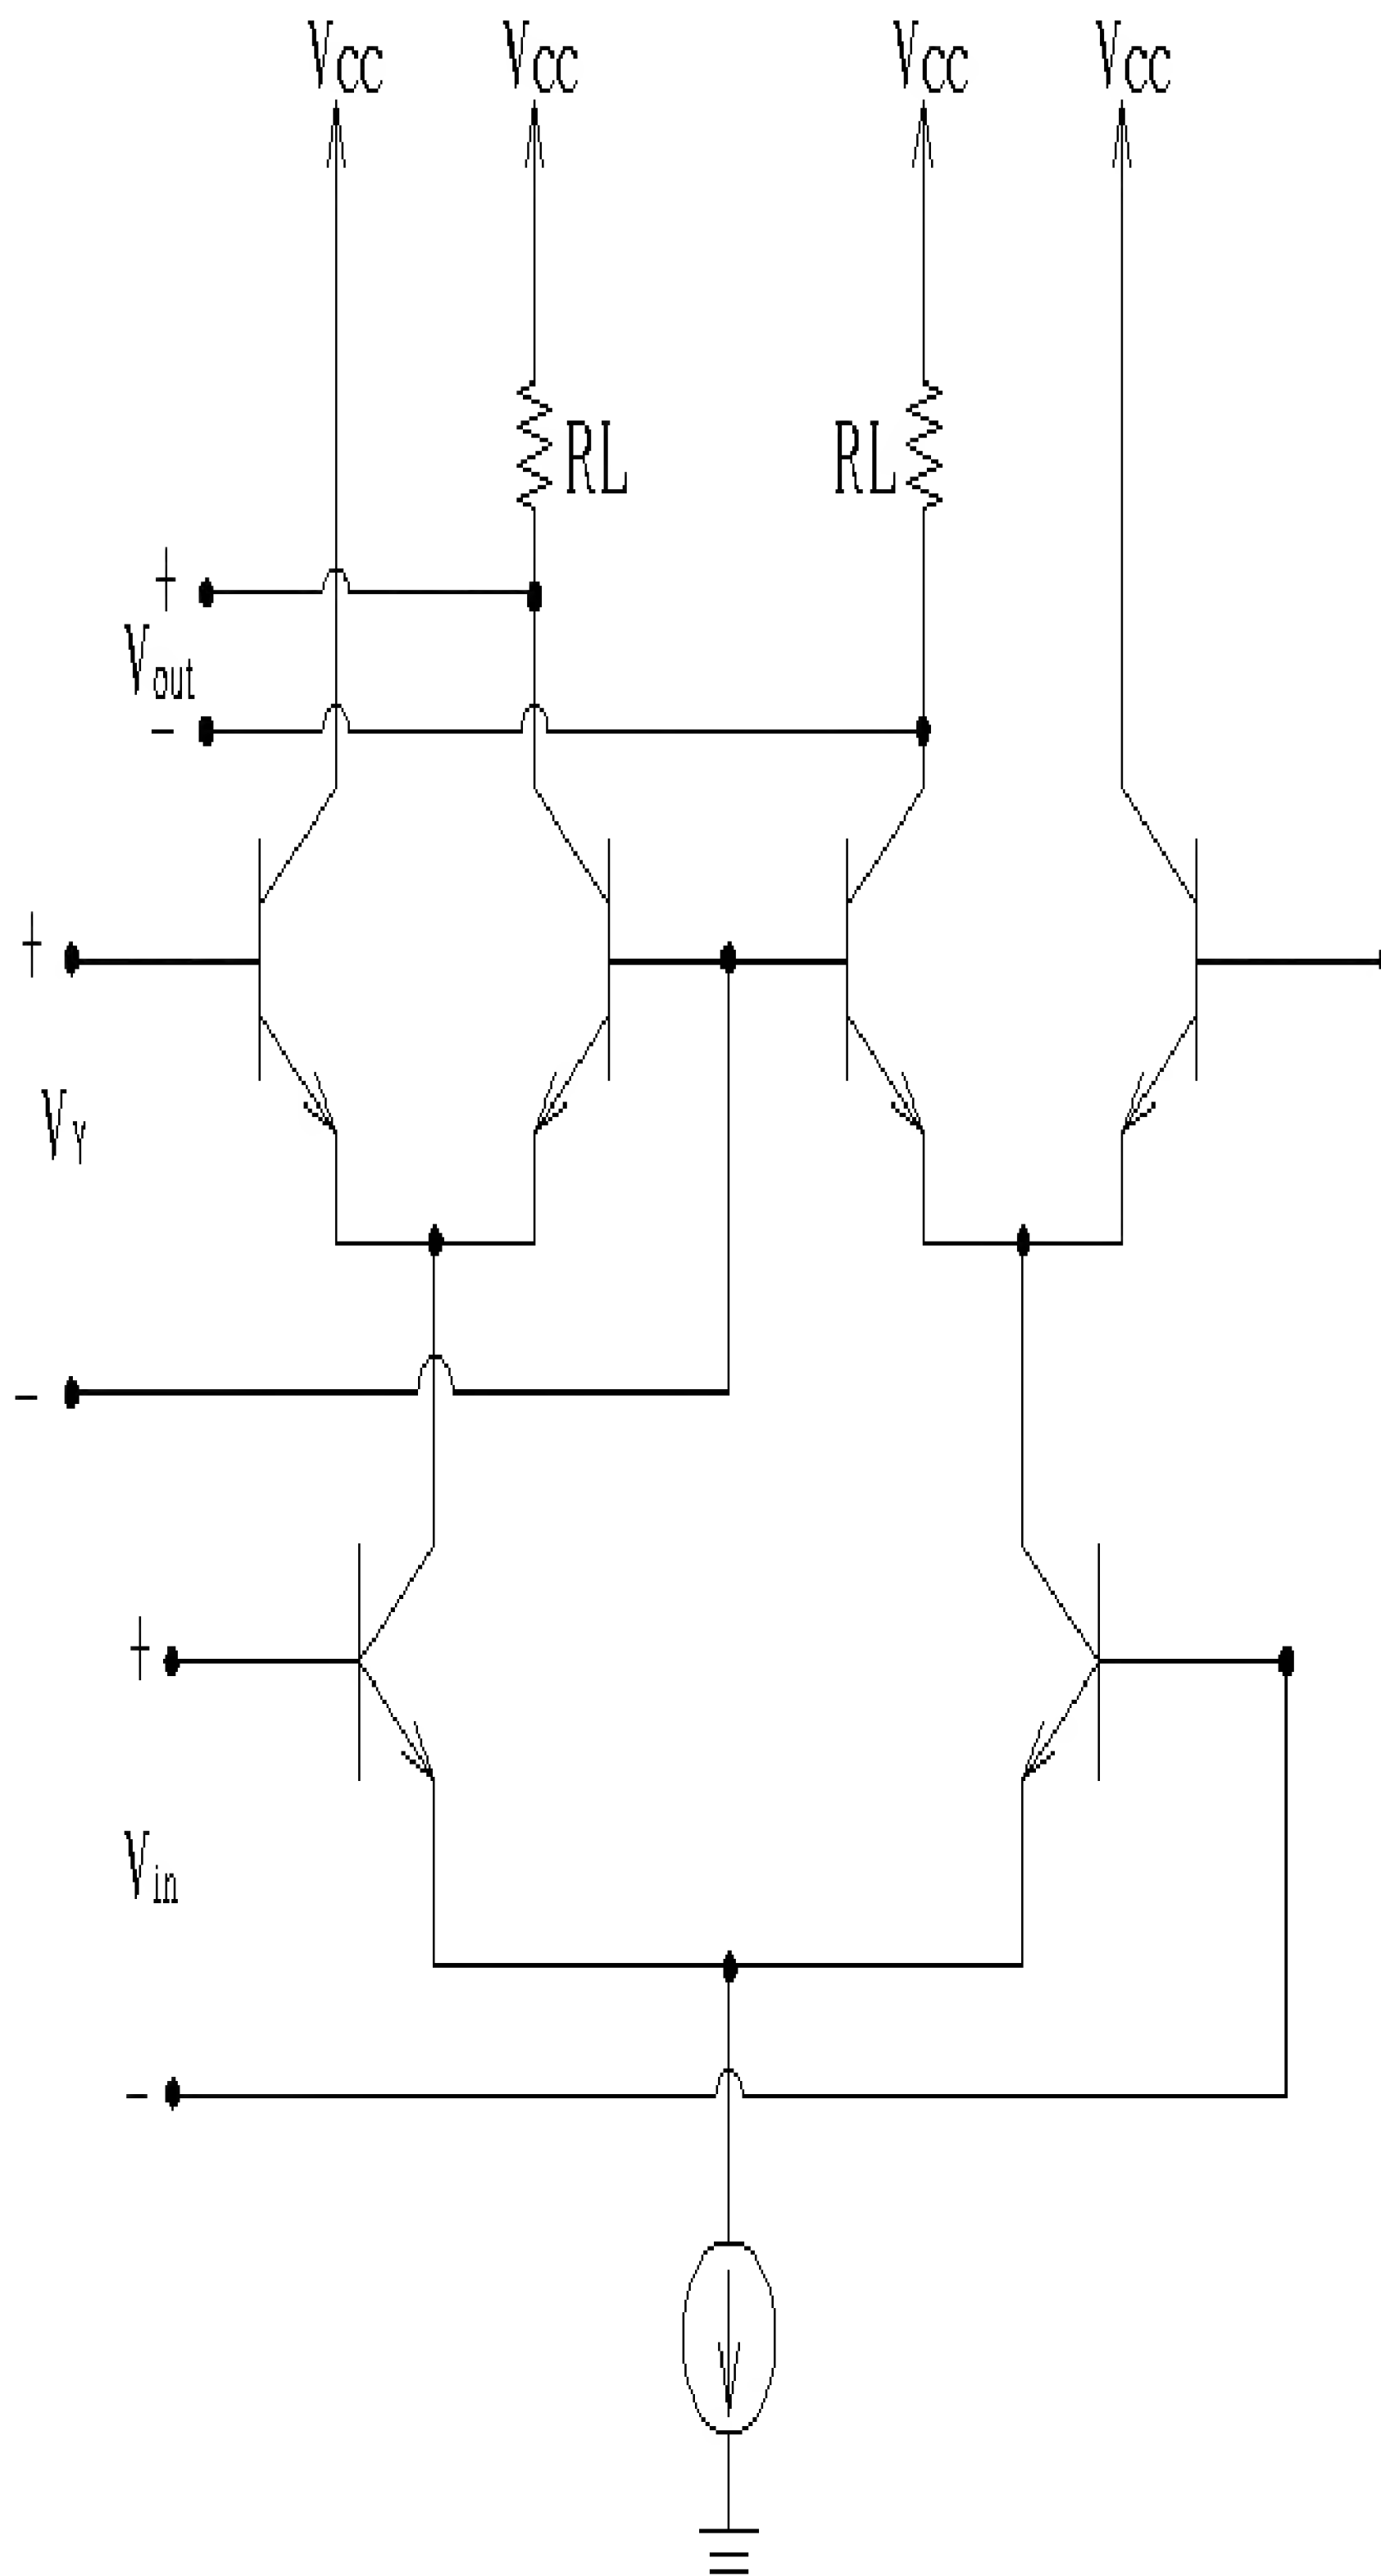 VCC VCC VCC VCC
RL RL
+
Vout
-
+
VY
-
+
Vin
-